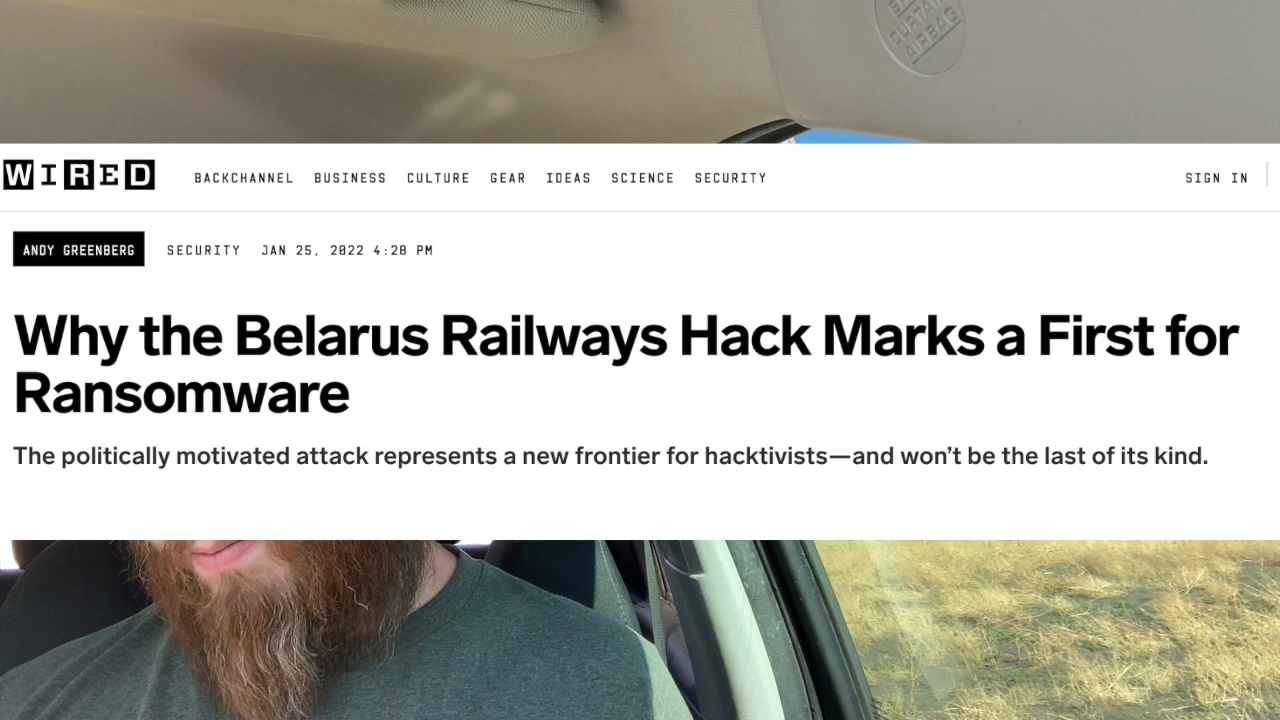 CURTAIN
AIRBAG
WIRED
BACKCHANNEL BUSINESS CULTURE GEAR IDEAS SCIENCE SECURITY
SIGN IN
ANDY GREENBERG SECURITY JAN 25, 2022 4:28 PM
Why the Belarus Railways Hack Marks a First for
Ransomware
The politically motivated attack represents a new frontier for hacktivists—and won’t be the last of its kind.